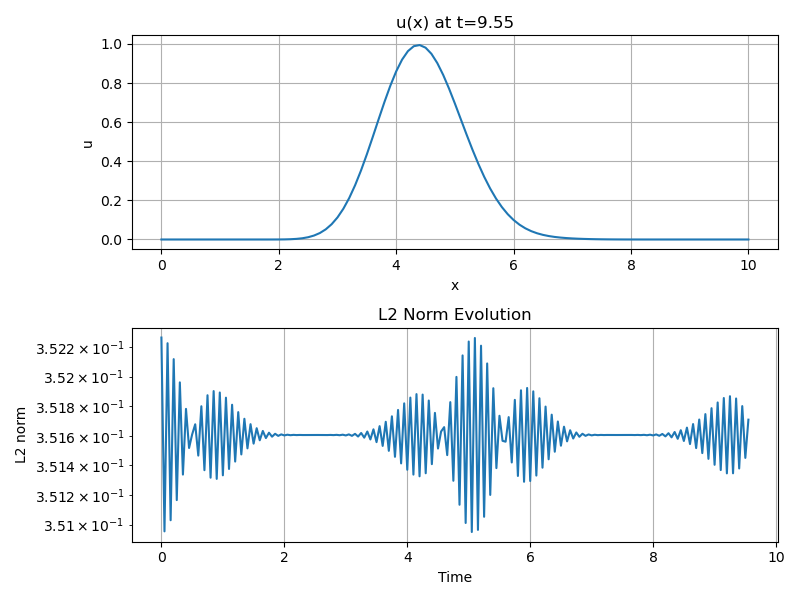 u(x) at t=9.55
u
1.0
0.8
0.6
0.4
0.2
0.0
0 2 4 6 8 10
x
L2 Norm Evolution
L2 norm
3.522 × 10⁻¹
3.52 × 10⁻¹
3.518 × 10⁻¹
3.516 × 10⁻¹
3.514 × 10⁻¹
3.512 × 10⁻¹
3.51 × 10⁻¹
0 2 4 6 8 10
Time